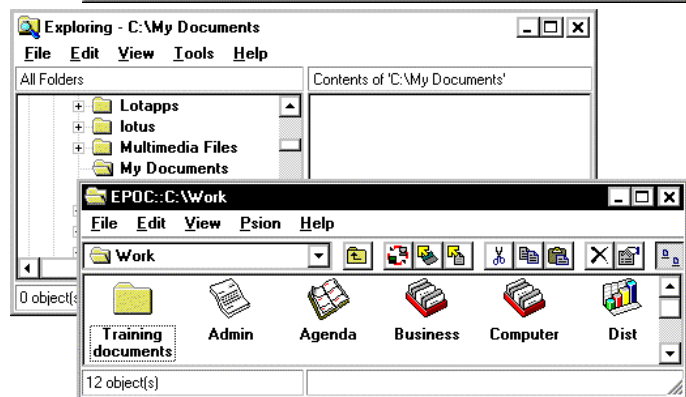 Exploring - C:\My Documents
File Edit View Tools Help
All Folders
Contents of 'C:\My Documents'
Lotapps
lotus
Multimedia Files
My Documents
EPOC::C:\Work
File Edit View Psion Help
Work
0 object(s
Training documents
Admin
Agenda
Business
Computer
Dist
12 object(s)